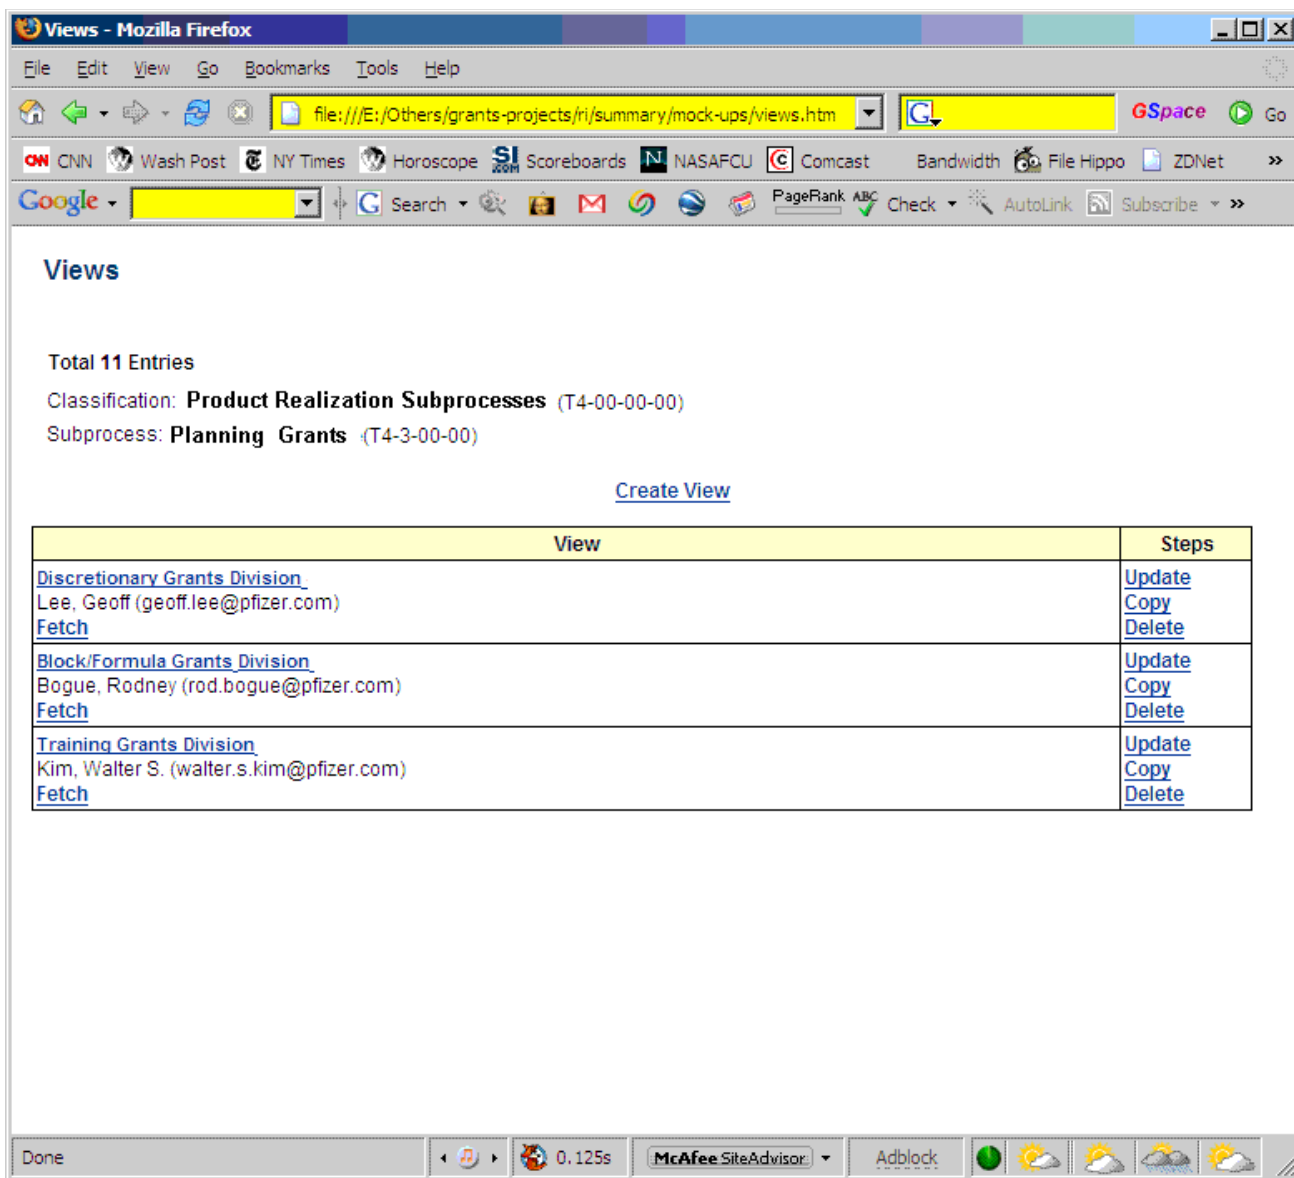 Views - Mozilla Firefox
File Edit View Go Bookmarks Tools Help
file:///E:/Others/grants-projects/ri/summary/mock-ups/views.htm G GSpace Go
CNN CNN Wash Post NY Times Horoscope SI.COM Scoreboards N NASAFCU C Comcast Bandwidth File Hippo ZDNet »
Google G Search PageRank ABC Check AutoLink Subscribe »
Views
Total 11 Entries
Classification: Product Realization Subprocesses (T4-00-00-00)
Subprocess: Planning Grants (T4-3-00-00)
Create View
View Steps
Discretionary Grants Division Update
Lee, Geoff (geoff.lee@pfizer.com) Copy
Fetch Delete
Block/Formula Grants Division Update
Bogue, Rodney (rod.bogue@pfizer.com) Copy
Fetch Delete
Training Grants Division Update
Kim, Walter S. (walter.s.kim@pfizer.com) Copy
Fetch Delete
Done 0.125s McAfee SiteAdvisor Adblock